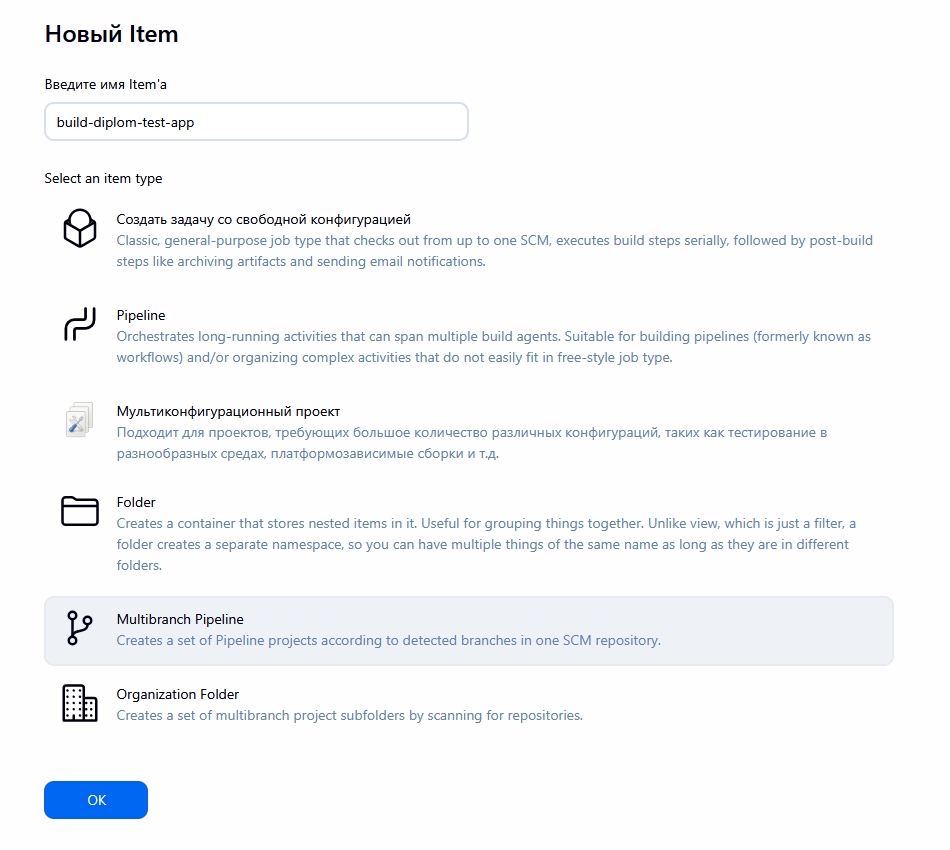 Новый Item
Введите имя Item'а
build-diplom-test-app
Select an item type
Создать задачу со свободной конфигурацией
Classic, general-purpose job type that checks out from up to one SCM, executes build steps serially, followed by post-build
steps like archiving artifacts and sending email notifications.
Pipeline
Orchestrates long-running activities that can span multiple build agents. Suitable for building pipelines (formerly known as
workflows) and/or organizing complex activities that do not easily fit in free-style job type.
Мультиконфигурационный проект
Подходит для проектов, требующих большое количество различных конфигураций, таких как тестирование в
разнообразных средах, платформозависимые сборки и т.д.
Folder
Creates a container that stores nested items in it. Useful for grouping things together. Unlike view, which is just a filter, a
folder creates a separate namespace, so you can have multiple things of the same name as long as they are in different
folders.
Multibranch Pipeline
Creates a set of Pipeline projects according to detected branches in one SCM repository.
Organization Folder
Creates a set of multibranch project subfolders by scanning for repositories.
OK